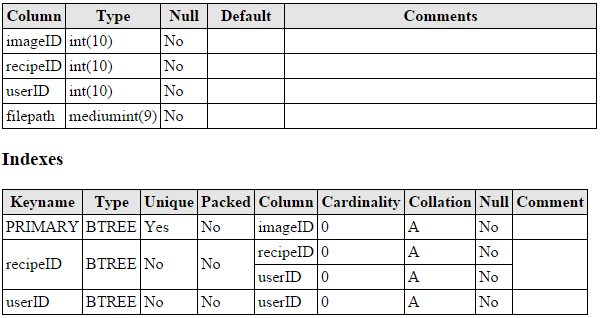 Column Type Null Default Comments
imageID int(10) No
recipeID int(10) No
userID int(10) No
filepath mediumint(9) No
Indexes
Keyname Type Unique Packed Column Cardinality Collation Null Comment
PRIMARY BTREE Yes No imageID 0 A No
recipeID BTREE No No recipeID 0 A No
userID 0 A No
userID BTREE No No userID 0 A No